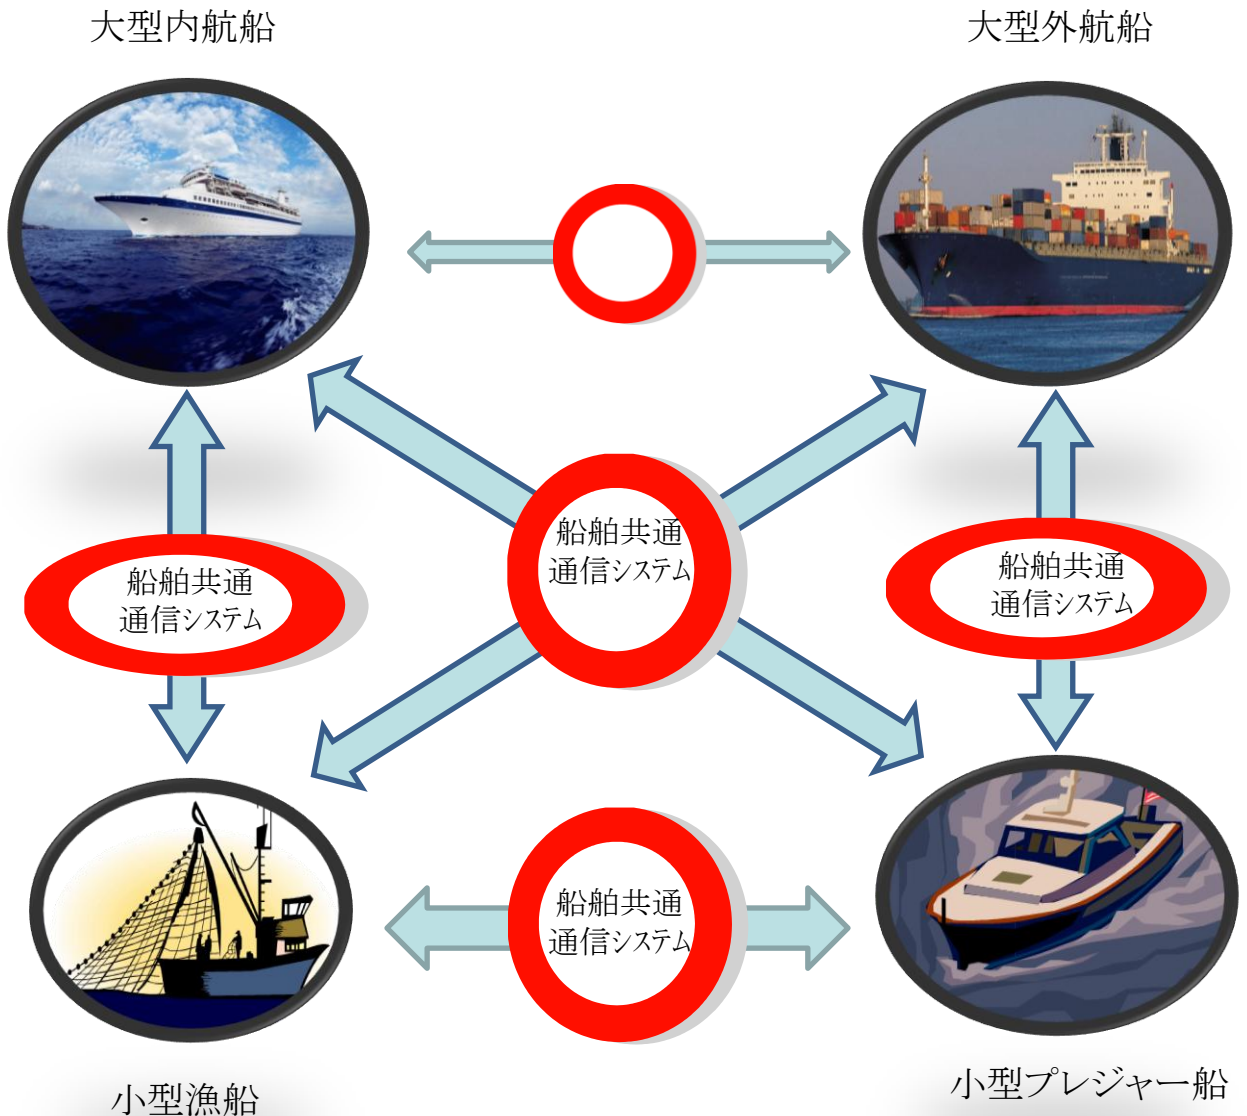 大型内航船
大型外航船
船舶共通
通信システム
船舶共通
通信システム
船舶共通
通信システム
船舶共通
通信システム
小型漁船
小型プレジャー船